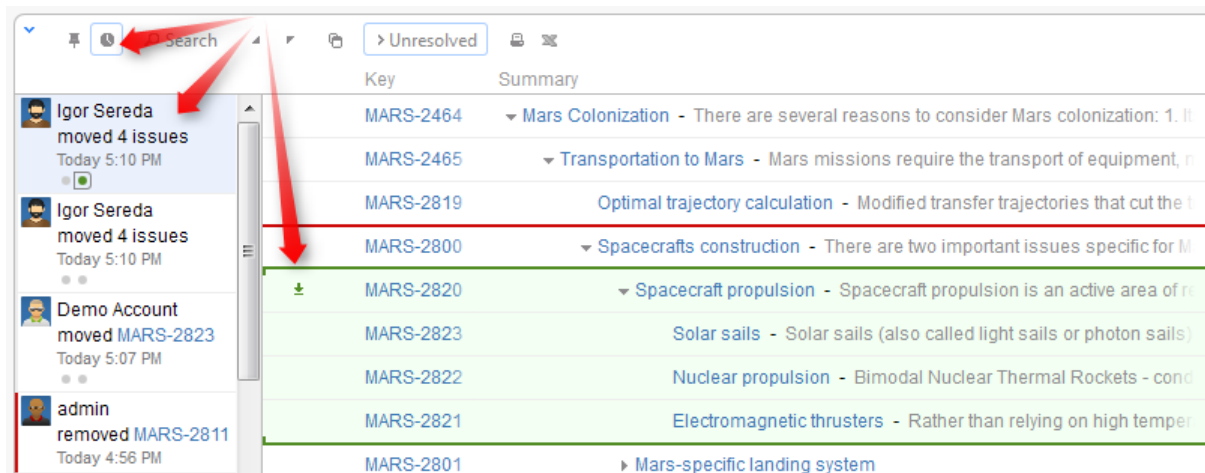 Search
Unresolved
Key Summary
Igor Sereda
moved 4 issues
Today 5:10 PM
Igor Sereda
moved 4 issues
Today 5:10 PM
Demo Account
moved MARS-2823
Today 5:07 PM
admin
removed MARS-2811
Today 4:56 PM
MARS-2464 Mars Colonization - There are several reasons to consider Mars colonization: 1. It
MARS-2465 Transportation to Mars - Mars missions require the transport of equipment,
MARS-2819 Optimal trajectory calculation - Modified transfer trajectories that cut the
MARS-2800 Spacecrafts construction - There are two important issues specific for M
MARS-2820 Spacecraft propulsion - Spacecraft propulsion is an active area of re
MARS-2823 Solar sails - Solar sails (also called light sails or photon sails)
MARS-2822 Nuclear propulsion - Bimodal Nuclear Thermal Rockets - cond
MARS-2821 Electromagnetic thrusters - Rather than relying on high temper
MARS-2801 Mars-specific landing system